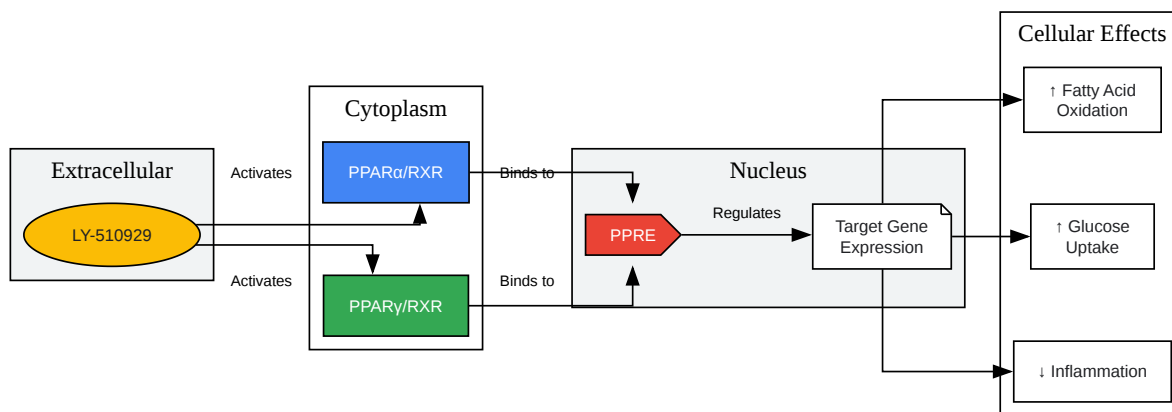 Extracellular
LY-510929
Activates
Activates
Cytoplasm
PPARα/RXR
PPARγ/RXR
Binds to
Binds to
Nucleus
PPRE
Regulates
Target Gene
Expression
Cellular Effects
↑ Fatty Acid
Oxidation
↑ Glucose
Uptake
↓ Inflammation